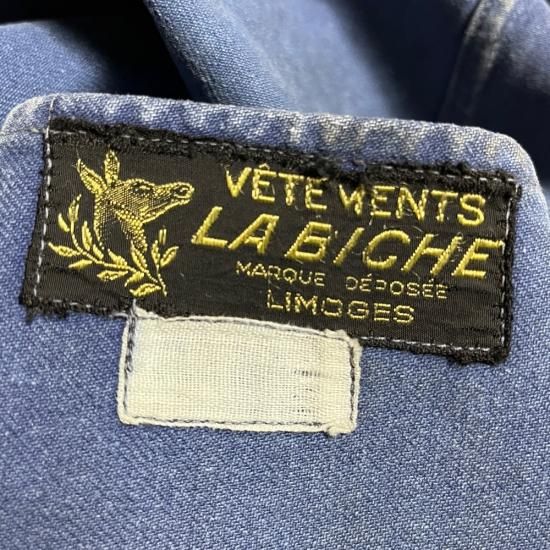 VÊTEMENTS
LA BICHE
MARQUE DÉPOSÉE
LIMOGES